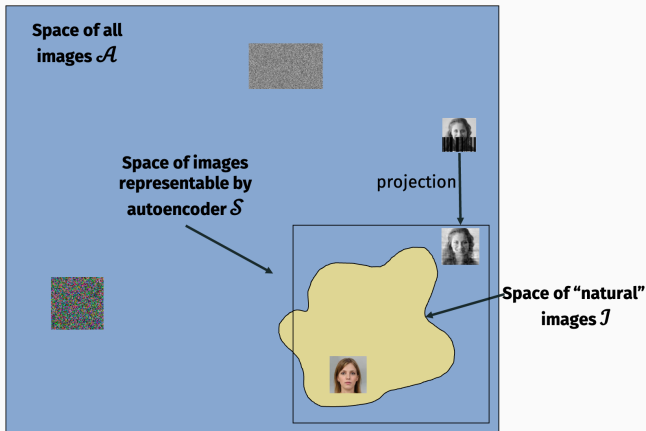 Space of all
images 𝒜
Space of images
representable by
autoencoder 𝒮
projection
Space of “natural”
images ℐ